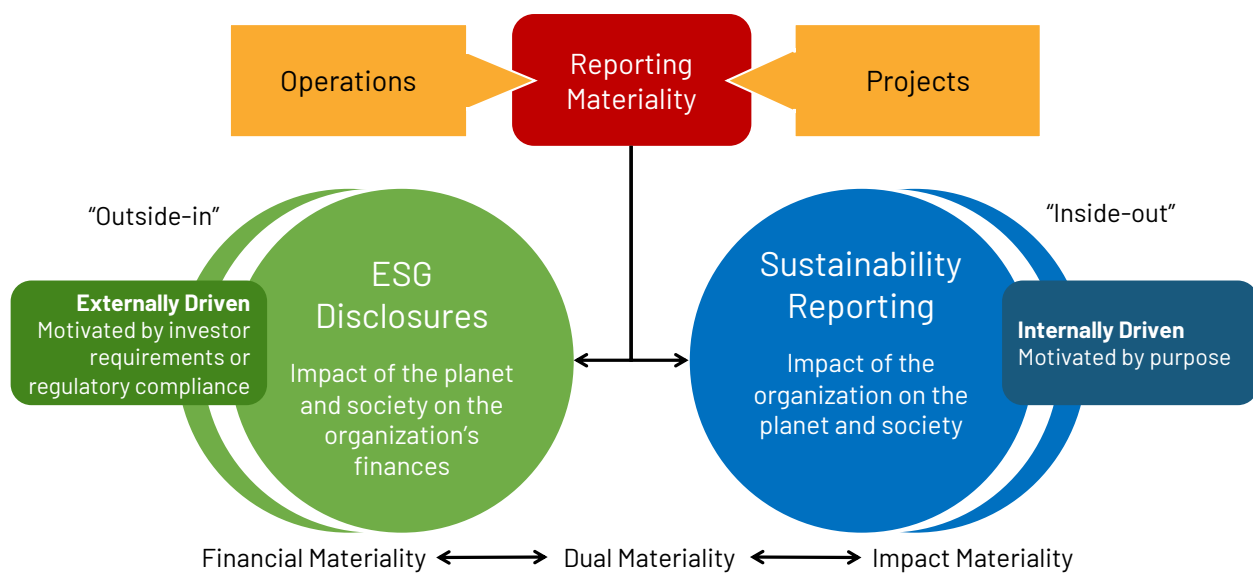 Operations
Reporting
Materiality
Projects
“Outside-in”
“Inside-out”
ESG
Disclosures
Impact of the planet
and society on the
organization’s
finances
Externally Driven
Motivated by investor
requirements or
regulatory compliance
Sustainability
Reporting
Impact of the
organization on the
planet and society
Internally Driven
Motivated by purpose
Financial Materiality
Dual Materiality
Impact Materiality